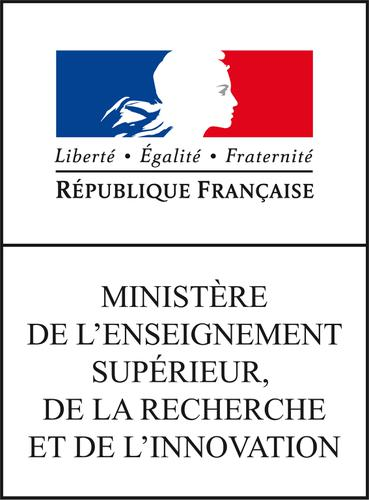 Liberté • Égalité • Fraternité
RÉPUBLIQUE FRANÇAISE
MINISTÈRE
DE L’ENSEIGNEMENT
SUPÉRIEUR,
DE LA RECHERCHE
ET DE L’INNOVATION